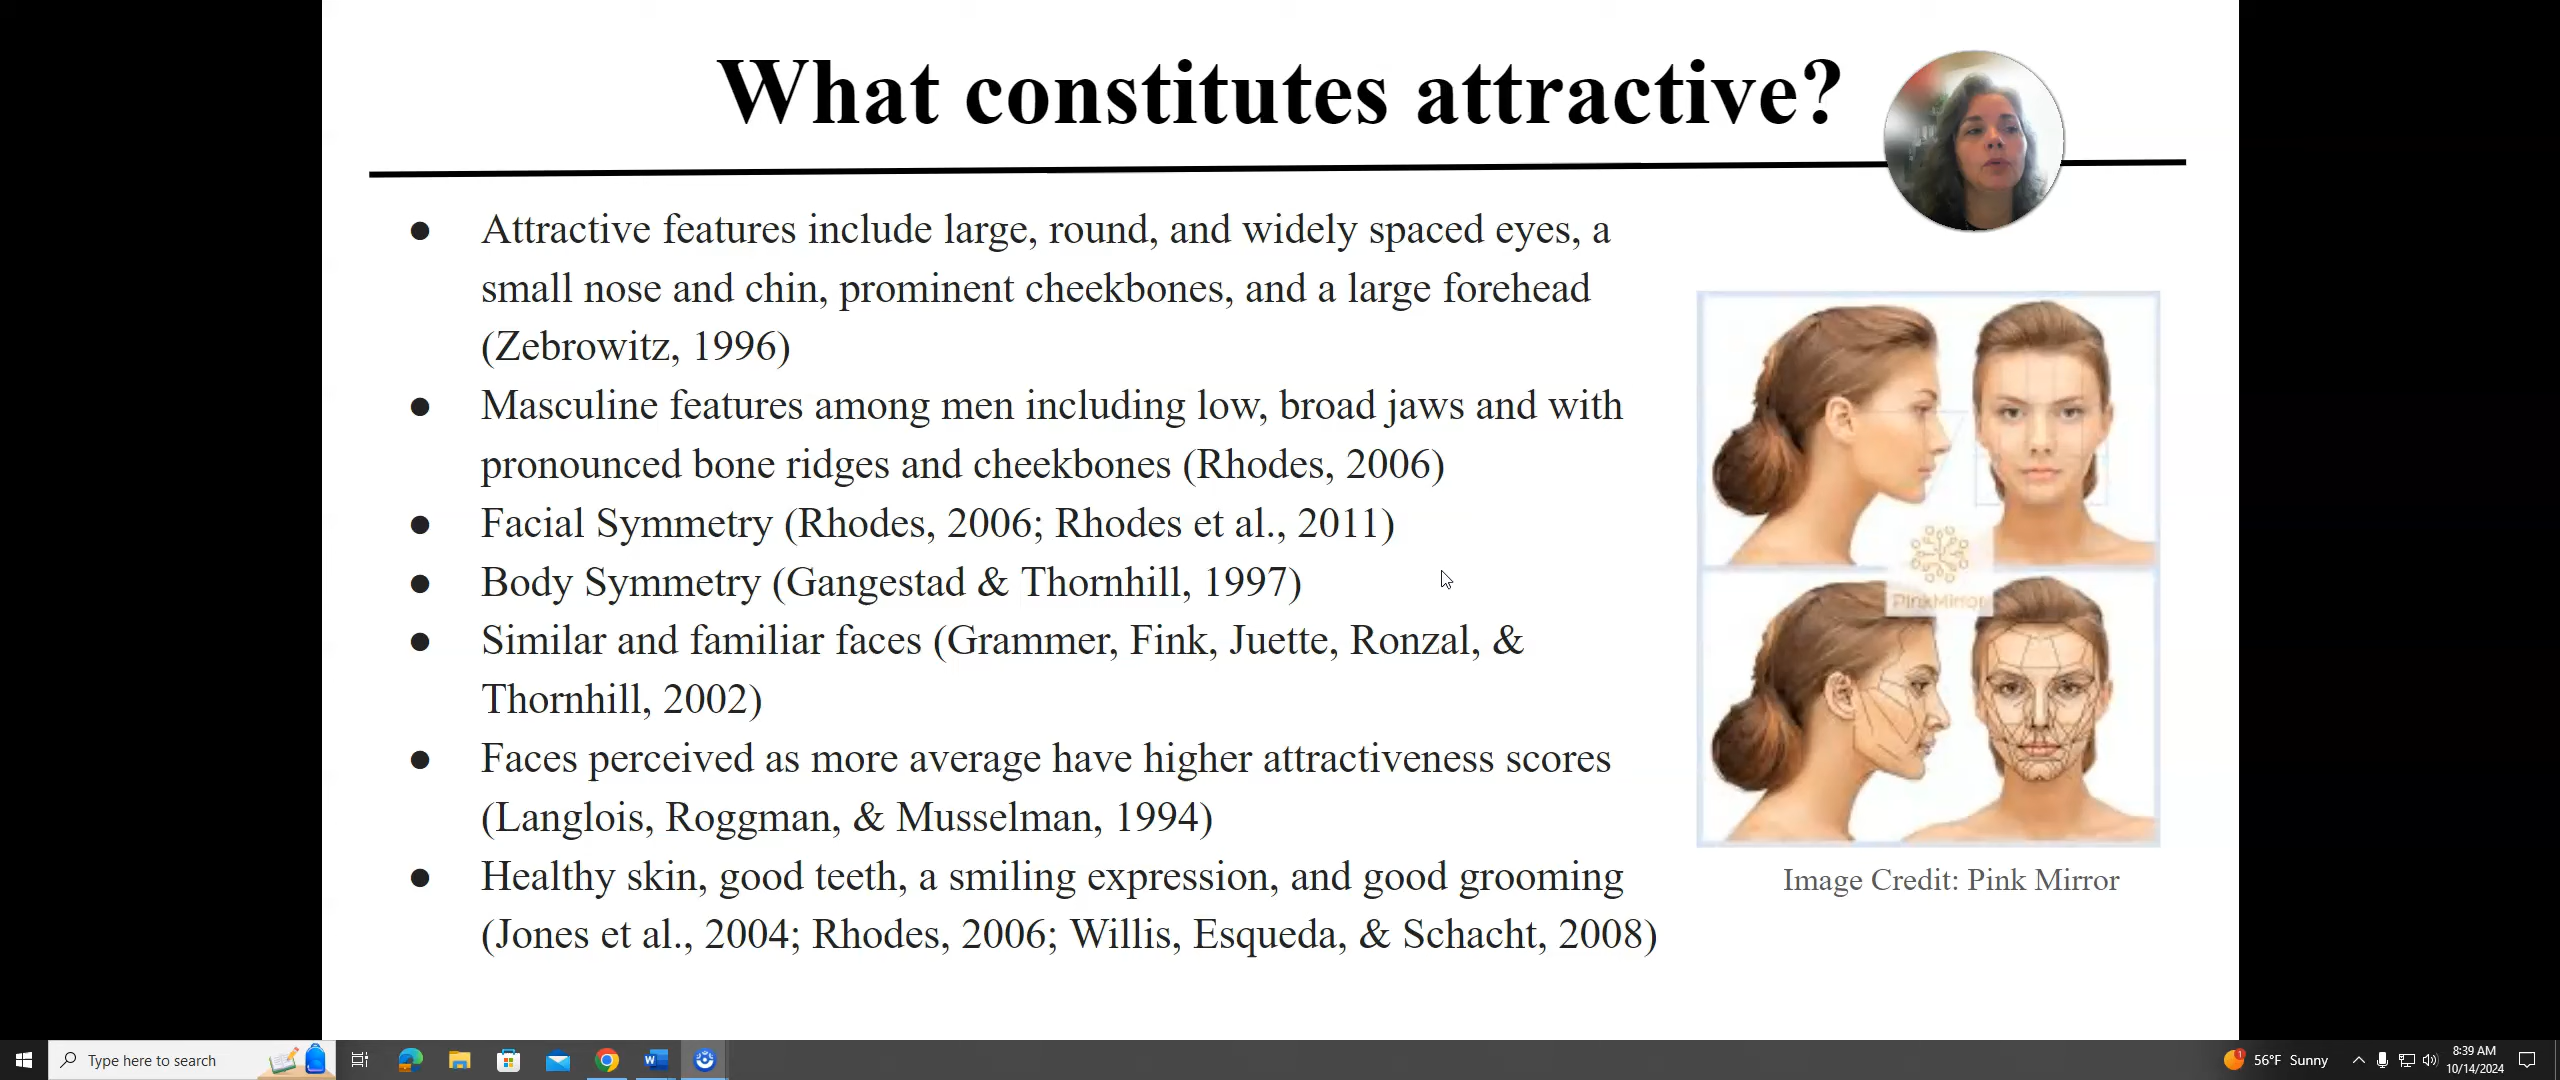 What constitutes attractive?
● Attractive features include large, round, and widely spaced eyes, a
small nose and chin, prominent cheekbones, and a large forehead
(Zebrowitz, 1996)
● Masculine features among men including low, broad jaws and with
pronounced bone ridges and cheekbones (Rhodes, 2006)
● Facial Symmetry (Rhodes, 2006; Rhodes et al., 2011)
● Body Symmetry (Gangestad & Thornhill, 1997)
● Similar and familiar faces (Grammer, Fink, Juette, Ronzal, &
Thornhill, 2002)
● Faces perceived as more average have higher attractiveness scores
(Langlois, Roggman, & Musselman, 1994)
● Healthy skin, good teeth, a smiling expression, and good grooming
(Jones et al., 2004; Rhodes, 2006; Willis, Esqueda, & Schacht, 2008)
PinkMirror
Image Credit: Pink Mirror
Type here to search
1
56°F Sunny
8:39 AM
10/14/2024